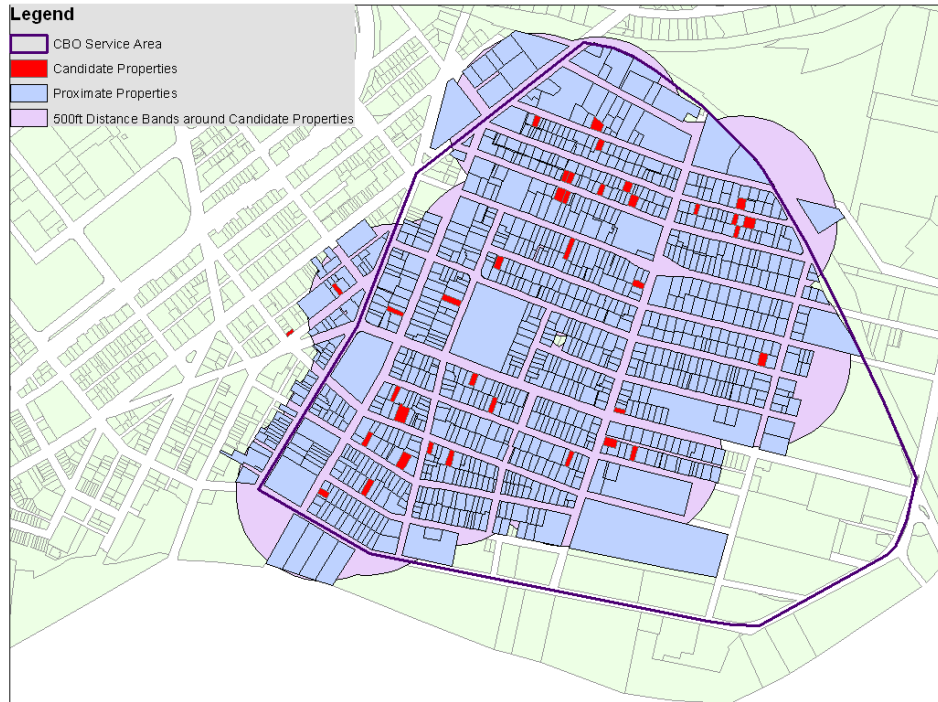 Legend
CBO Service Area
Candidate Properties
Proximate Properties
500ft Distance Bands around Candidate Properties